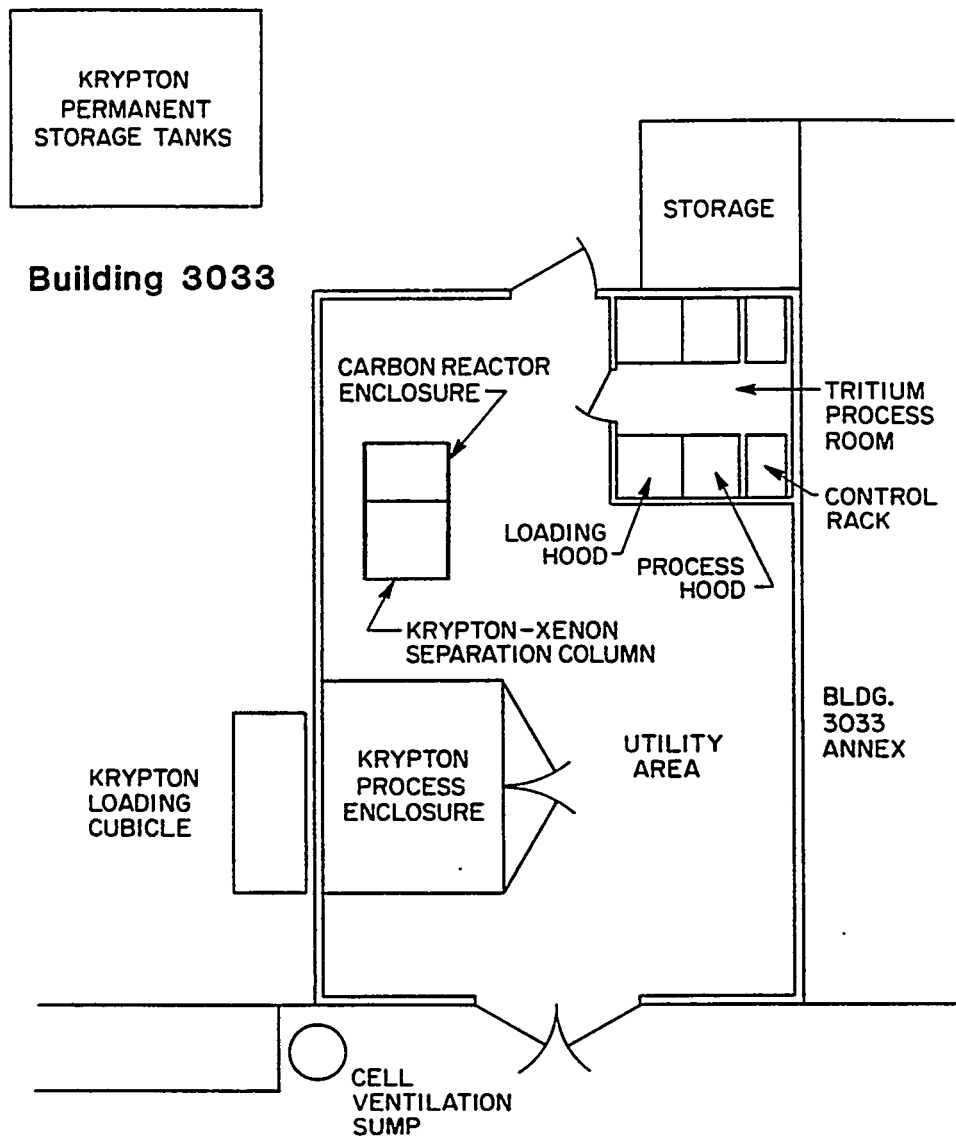 KRYPTON
PERMANENT
STORAGE TANKS
STORAGE
Building 3033
CARBON REACTOR
ENCLOSURE
TRITIUM
PROCESS
ROOM
CONTROL
RACK
LOADING
HOOD
PROCESS
HOOD
KRYPTON-XENON
SEPARATION COLUMN
BLDG.
3033
ANNEX
UTILITY
AREA
KRYPTON
PROCESS
ENCLOSURE
KRYPTON
LOADING
CUBICLE
CELL
VENTILATION
SUMP